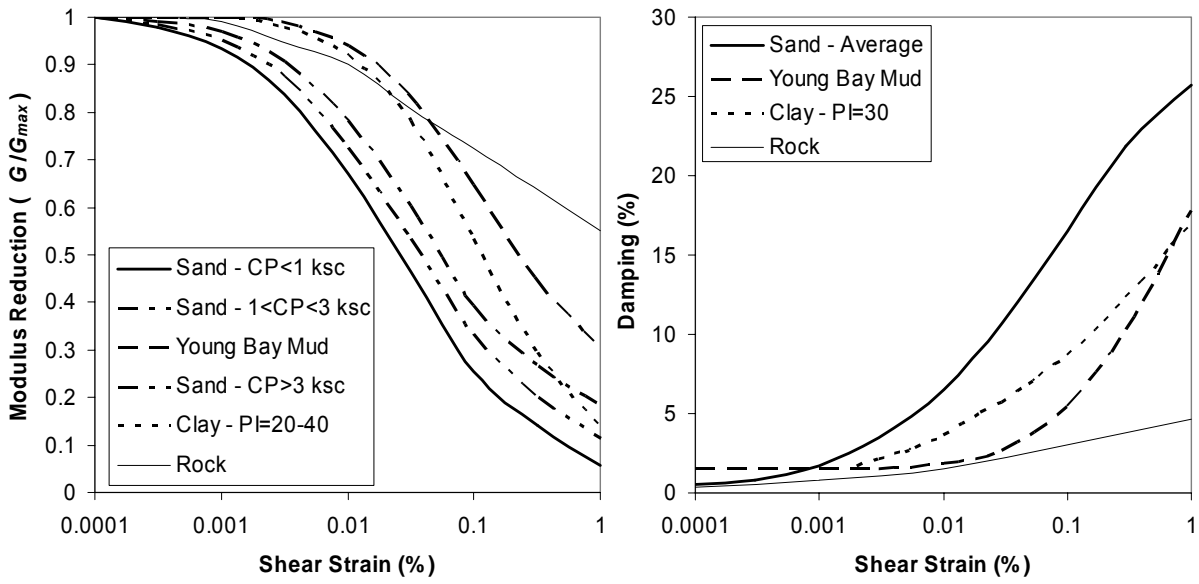 Modulus Reduction ( G /Gmax)
1
0.9
0.8
0.7
0.6
0.5
0.4
0.3
0.2
0.1
0
Sand - CP<1 ksc
Sand - 1<CP<3 ksc
Young Bay Mud
Sand - CP>3 ksc
Clay - PI=20-40
Rock
0.0001 0.001 0.01 0.1 1
Shear Strain (%)
Damping (%)
30
25
20
15
10
5
0
Sand - Average
Young Bay Mud
Clay - PI=30
Rock
0.0001 0.001 0.01 0.1 1
Shear Strain (%)